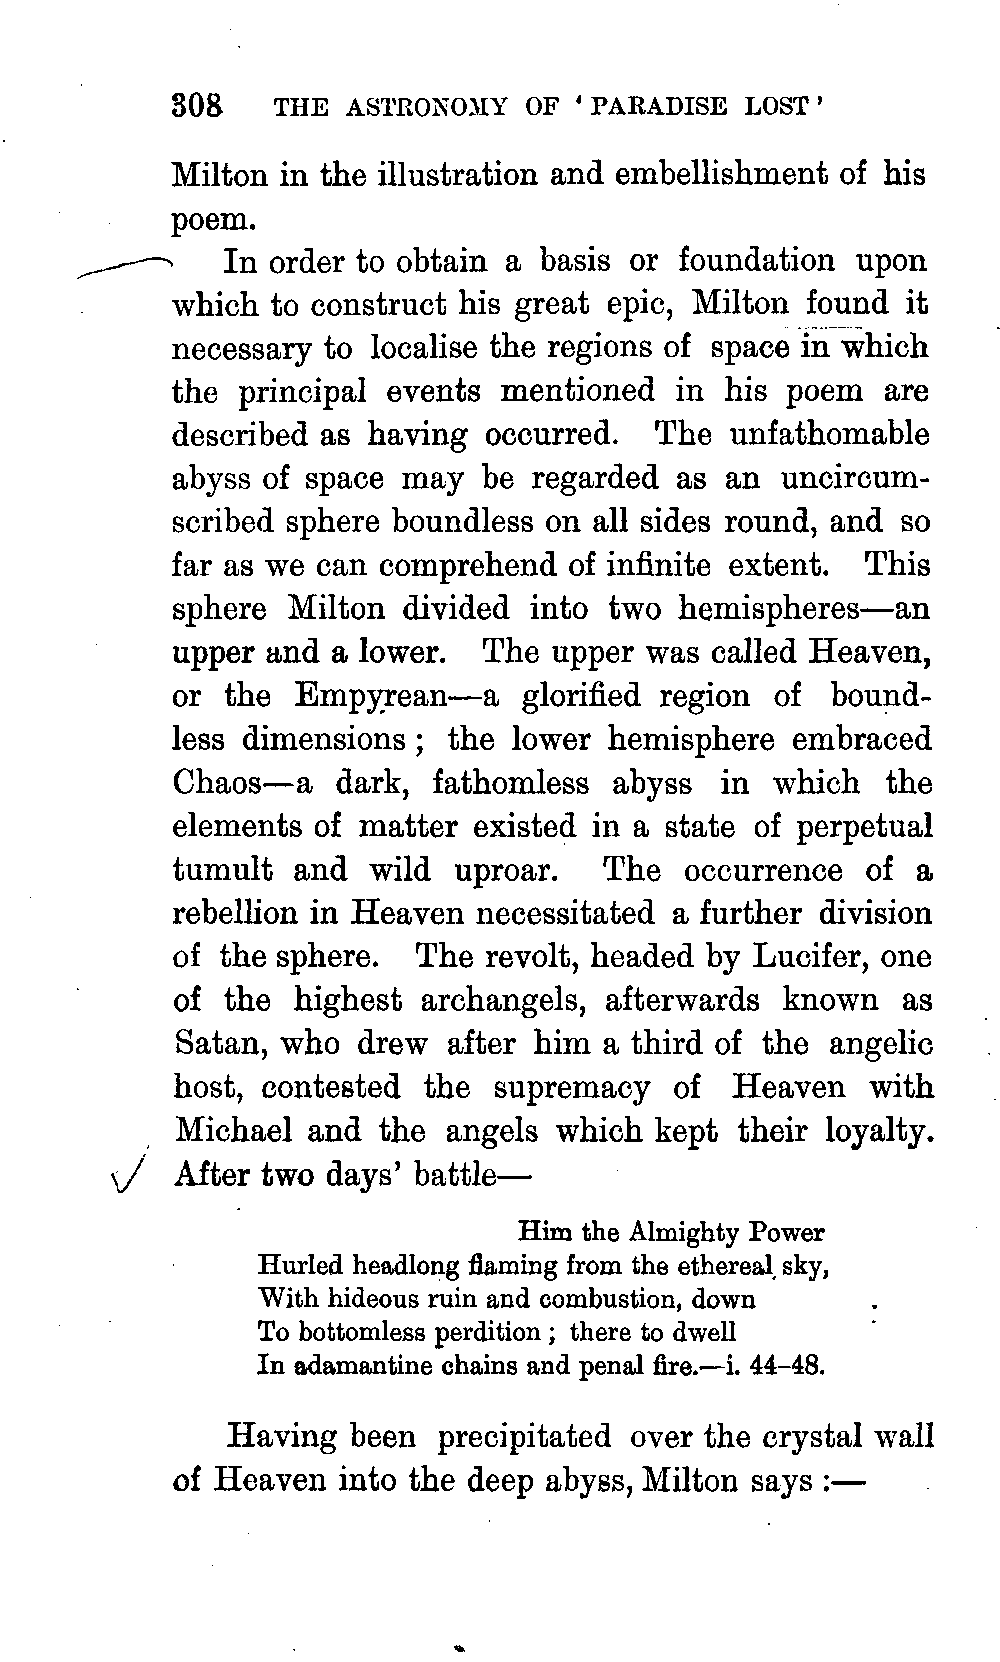 308 THE ASTRONOMY OF ‘PARADISE LOST’
Milton in the illustration and embellishment of his
poem.
In order to obtain a basis or foundation upon
which to construct his great epic, Milton found it
necessary to localise the regions of space in which
the principal events mentioned in his poem are
described as having occurred. The unfathomable
abyss of space may be regarded as an uncircum-
scribed sphere boundless on all sides round, and so
far as we can comprehend of infinite extent. This
sphere Milton divided into two hemispheres—an
upper and a lower. The upper was called Heaven,
or the Empyrean—a glorified region of bound-
less dimensions; the lower hemisphere embraced
Chaos—a dark, fathomless abyss in which the
elements of matter existed in a state of perpetual
tumult and wild uproar. The occurrence of a
rebellion in Heaven necessitated a further division
of the sphere. The revolt, headed by Lucifer, one
of the highest archangels, afterwards known as
Satan, who drew after him a third of the angelic
host, contested the supremacy of Heaven with
Michael and the angels which kept their loyalty.
After two days’ battle—
Him the Almighty Power
Hurled headlong flaming from the ethereal sky,
With hideous ruin and combustion, down
To bottomless perdition; there to dwell
In adamantine chains and penal fire.—i. 44–48.
Having been precipitated over the crystal wall
of Heaven into the deep abyss, Milton says:—